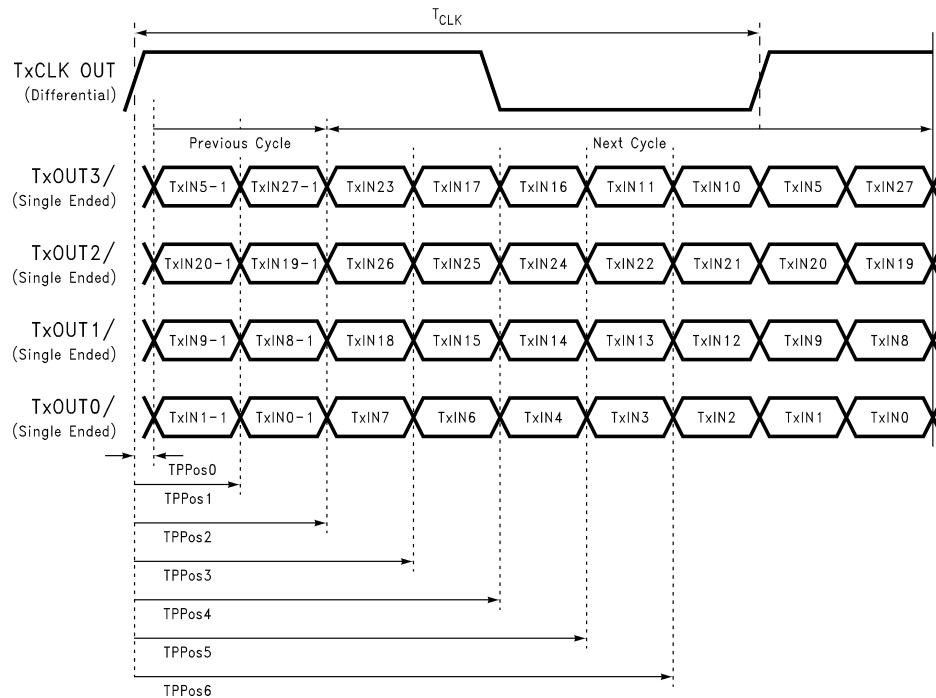 TCLK
TxCLK OUT
(Differential)
Previous Cycle Next Cycle
TxOUT3/
(Single Ended)
TxIN5-1 TxIN27-1 TxIN23 TxIN17 TxIN16 TxIN11 TxIN10 TxIN5 TxIN27
TxOUT2/
(Single Ended)
TxIN20-1 TxIN19-1 TxIN26 TxIN25 TxIN24 TxIN22 TxIN21 TxIN20 TxIN19
TxOUT1/
(Single Ended)
TxIN9-1 TxIN8-1 TxIN18 TxIN15 TxIN14 TxIN13 TxIN12 TxIN9 TxIN8
TxOUT0/
(Single Ended)
TxIN1-1 TxIN0-1 TxIN7 TxIN6 TxIN4 TxIN3 TxIN2 TxIN1 TxIN0
TPPos0
TPPos1
TPPos2
TPPos3
TPPos4
TPPos5
TPPos6